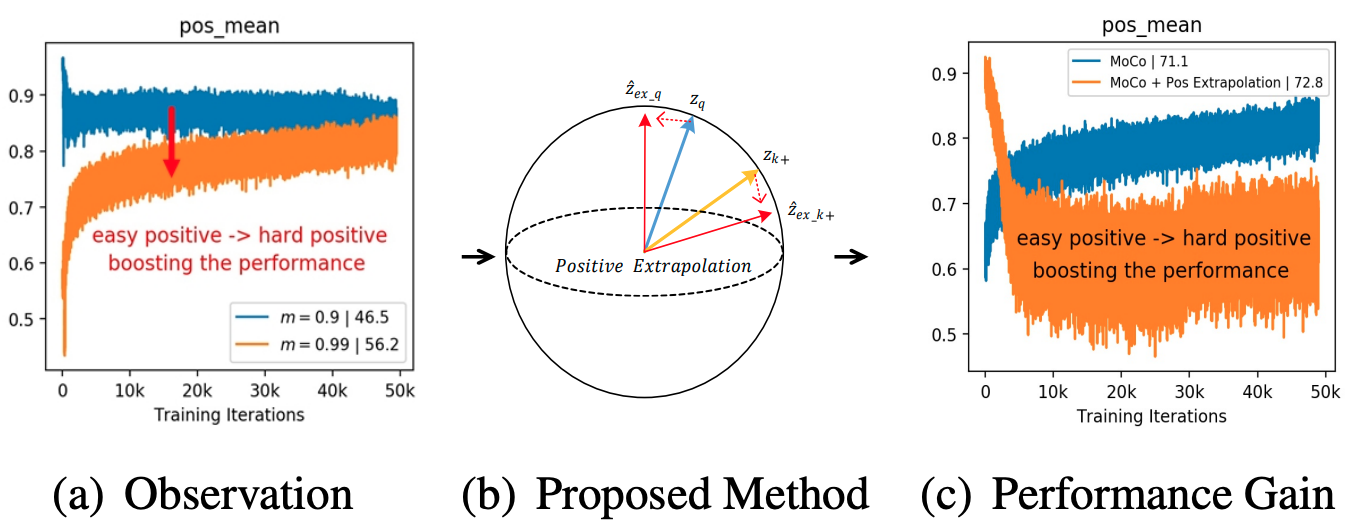 pos_mean
0.9
0.8
0.7
0.6
0.5
easy positive -> hard positive
boosting the performance
m = 0.9 | 46.5
m = 0.99 | 56.2
0 10k 20k 30k 40k 50k
Training Iterations
ẑ_ex_q
z_q
z_k+
ẑ_ex_k+
Positive Extrapolation
pos_mean
MoCo | 71.1
MoCo + Pos Extrapolation | 72.8
0.9
0.8
0.7
0.6
0.5
easy positive -> hard positive
boosting the performance
0 10k 20k 30k 40k 50k
Training Iterations
(a) Observation
(b) Proposed Method
(c) Performance Gain